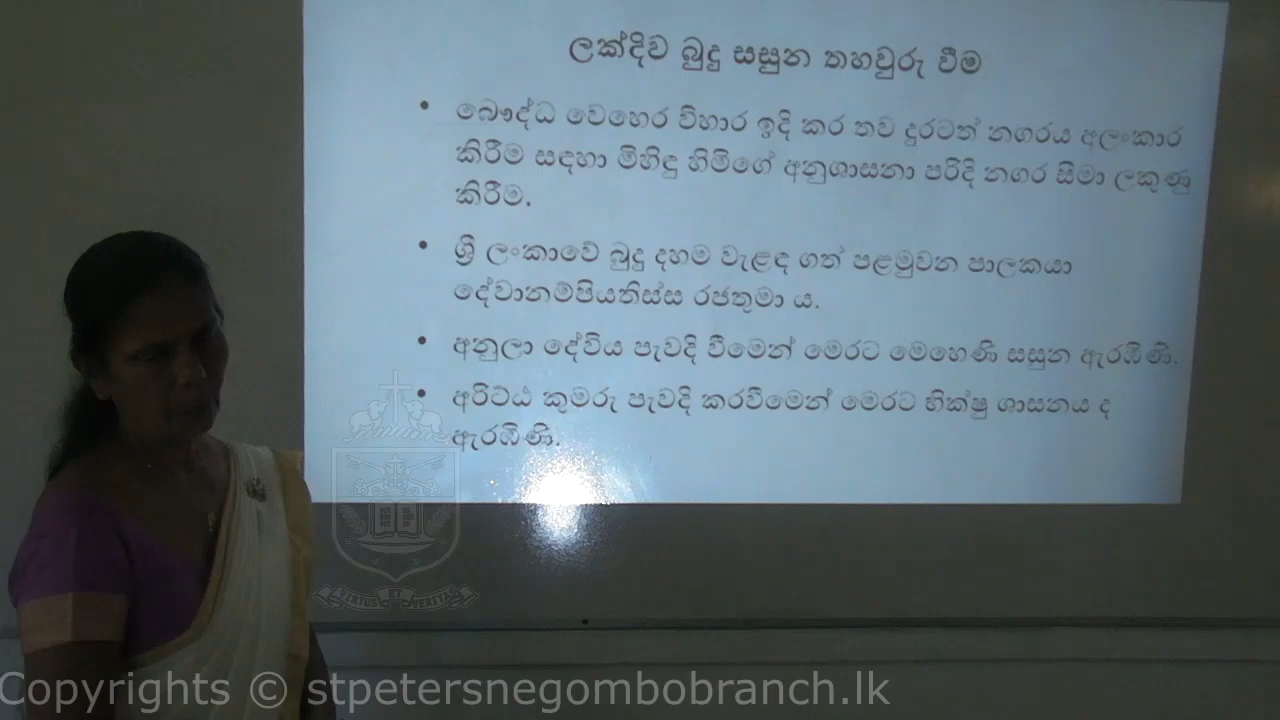 ලක්දිව බුදු සසුන තහවුරු වීම
• බෞද්ධ වෙහෙර විහාර ඉදි කර තව දුරටත් නගරය අලංකාර
කිරීම සඳහා මිහිඳු හිමිගේ අනුශාසනා පරිදි නගර සීමා ලකුණු
කිරීම.
• ශ්‍රී ලංකාවේ බුදු දහම වැළඳ ගත් පළමුවන පාලකයා
දේවානම්පියතිස්ස රජතුමා ය.
• අනුලා දේවිය පැවදි වීමෙන් මෙරට මෙහෙණි සසුන ඇරඹිණි.
• අරිට්ඨ කුමරු පැවදි කරවීමෙන් මෙරට භික්ෂු ශාසනය ද
ඇරඹිණි.
VIRTUS ET VERITAS
Copyrights © stpetersnegombobranch.lk